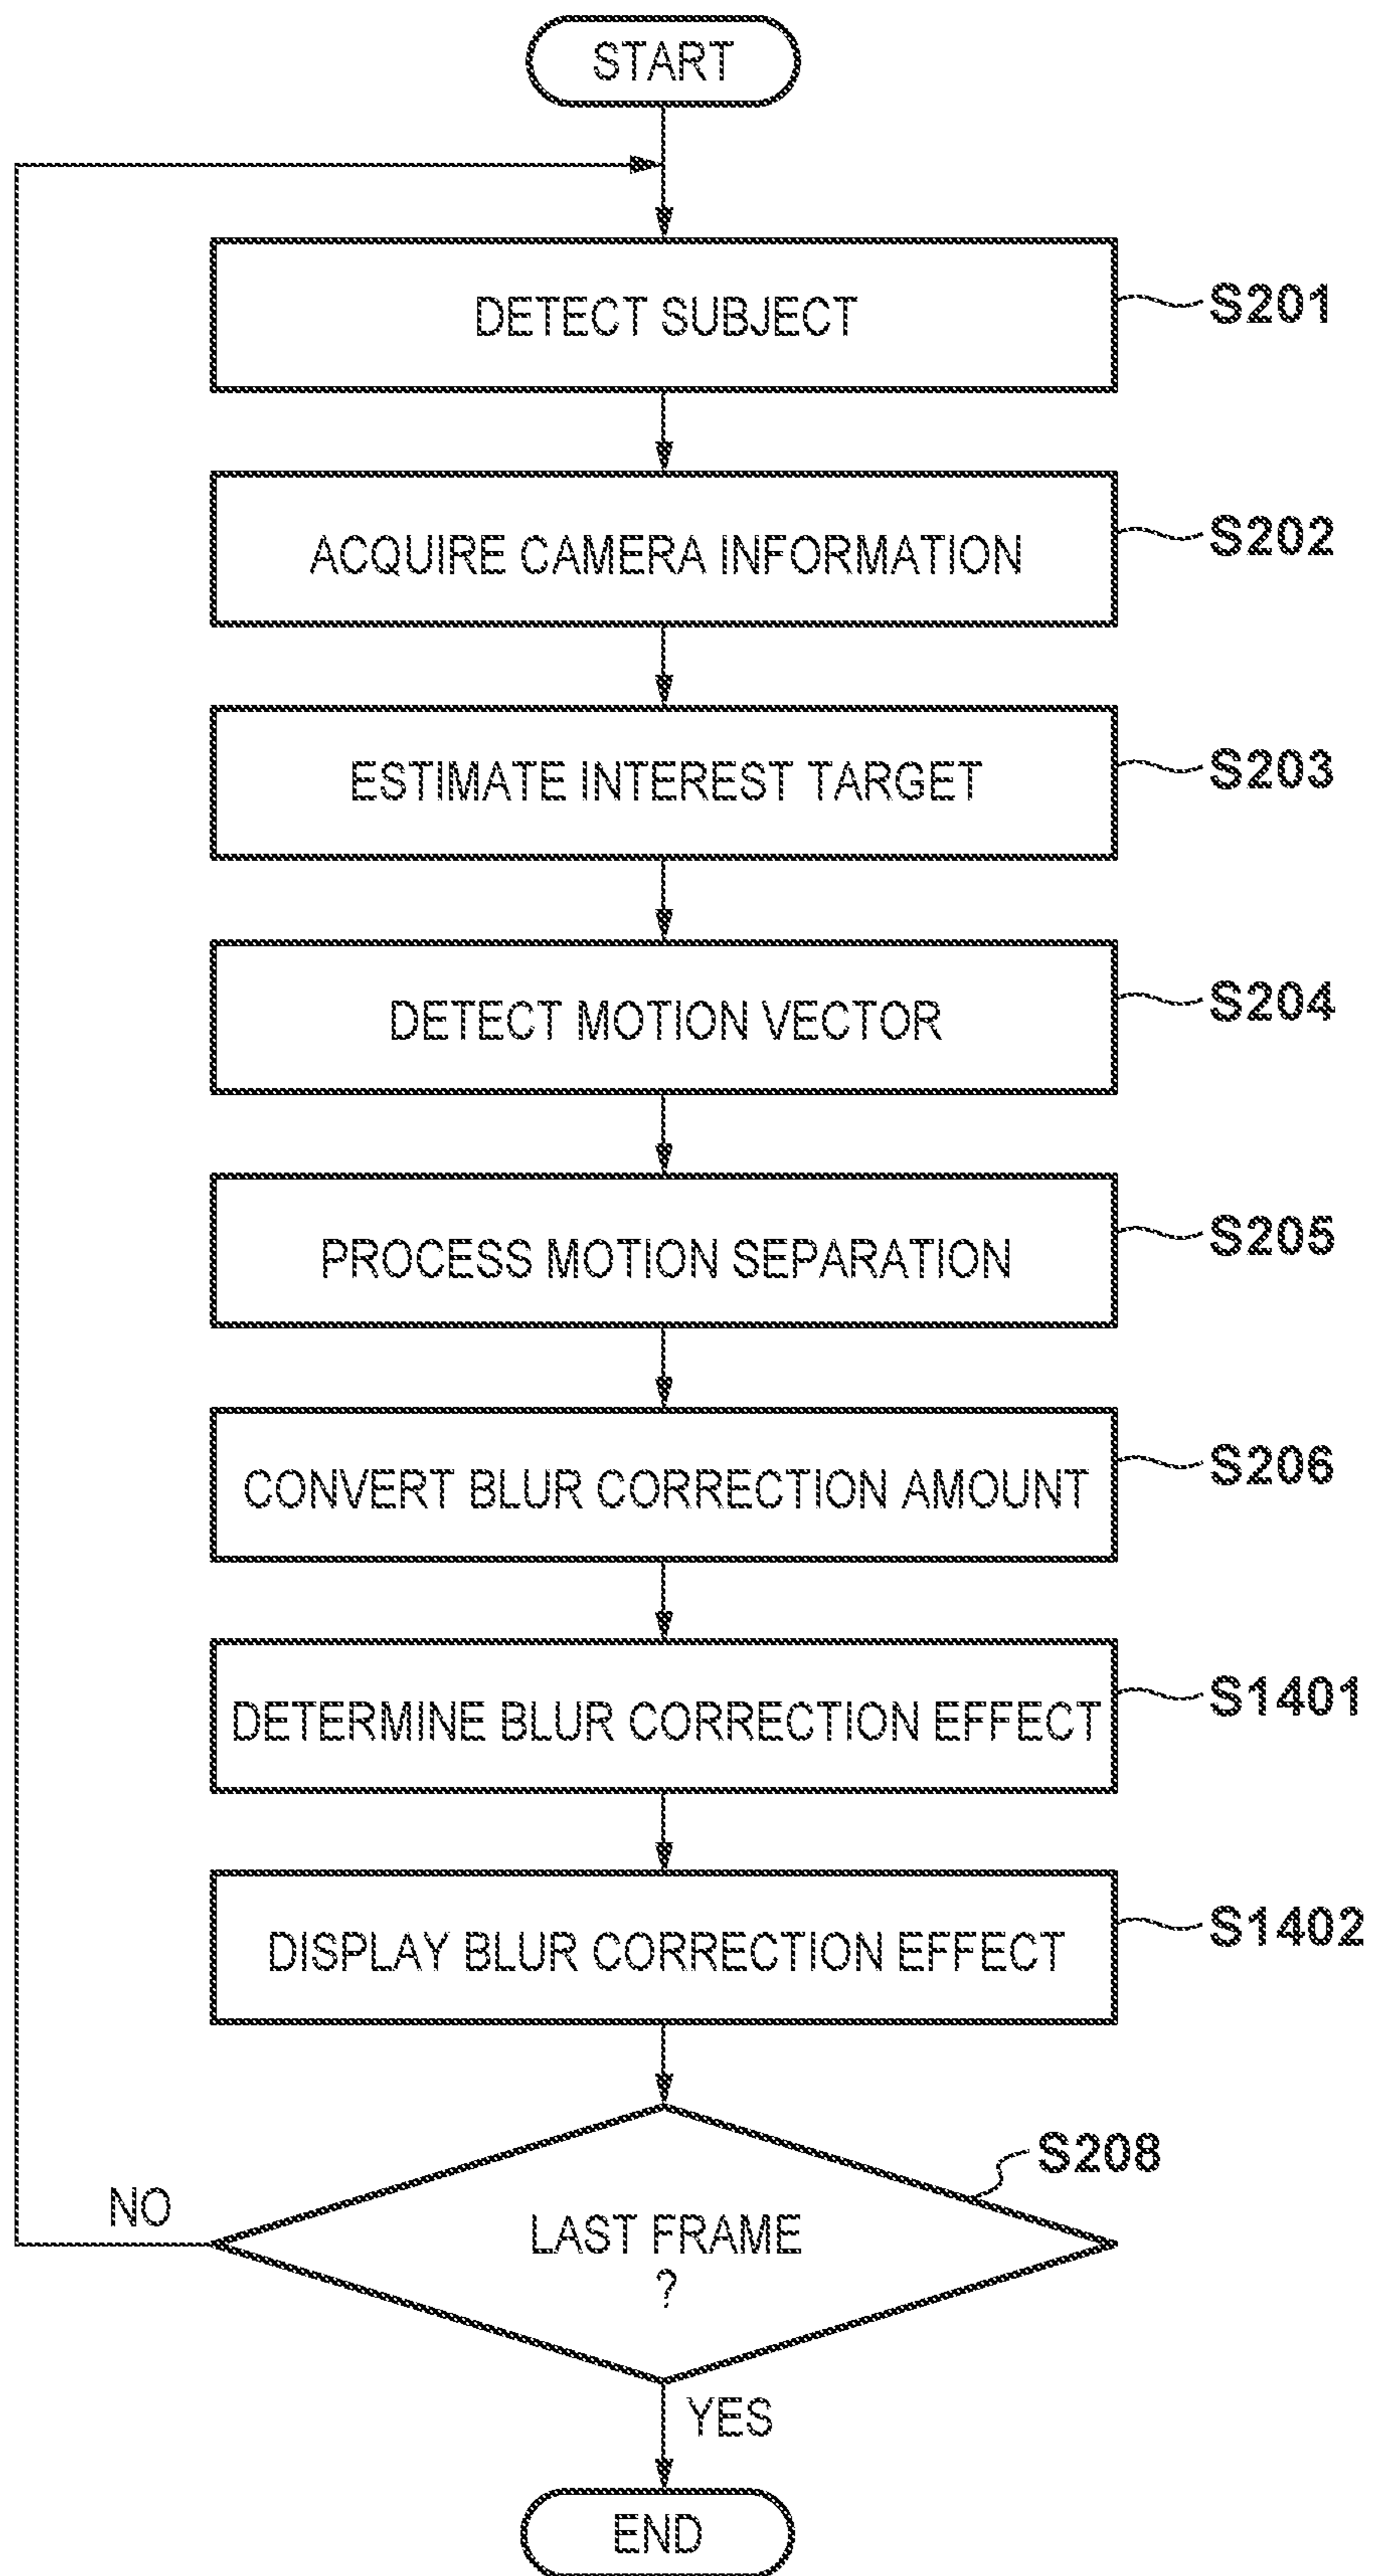 START
DETECT SUBJECT
S201
ACQUIRE CAMERA INFORMATION
S202
ESTIMATE INTEREST TARGET
S203
DETECT MOTION VECTOR
S204
PROCESS MOTION SEPARATION
S205
CONVERT BLUR CORRECTION AMOUNT
S206
DETERMINE BLUR CORRECTION EFFECT
S1401
DISPLAY BLUR CORRECTION EFFECT
S1402
S208
LAST FRAME
?
NO
YES
END